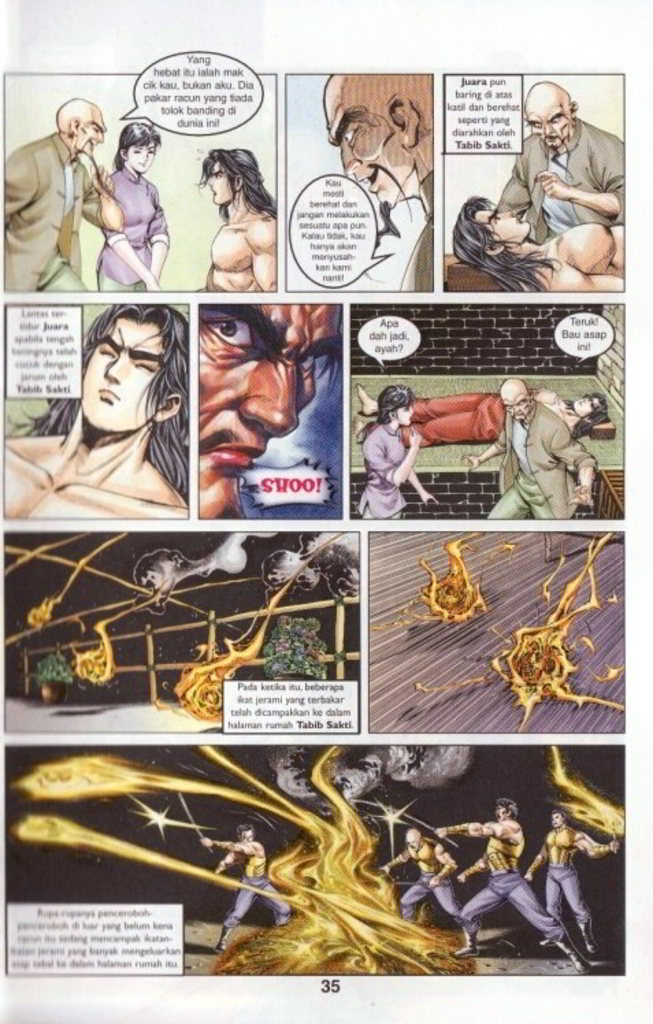 Yang
hebat itu ialah mak
cik kau, bukan aku. Dia
pakar racun yang tiada
tolok banding di
dunia ini!
Kau
mesti
berehat dan
jangan melakukan
sesuatu apa pun.
Kalau tidak, kau
hanya akan
menyusah-
kan kami
nanti!
Juara pun
baring di atas
katil dan berehat
seperti yang
diarahkan oleh
Tabib Sakti.
Lantas ter-
tidur Juara
apabila tengah
keningnya telah
cucuk dengan
jarum oleh
Tabib Sakti.
Apa
dah jadi,
ayah?
Teruk!
Bau asap
ini!
Pada ketika itu, beberapa
ikat jerami yang terbakar
telah dicampakkan ke dalam
halaman rumah Tabib Sakti.
Rupa-rupanya penceroboh-
penceroboh di luar yang belum kena
racun itu sedang mencampak ikatan-
ikatan jerami yang banyak mengeluarkan
asap tebal ke dalam halaman rumah itu.
35